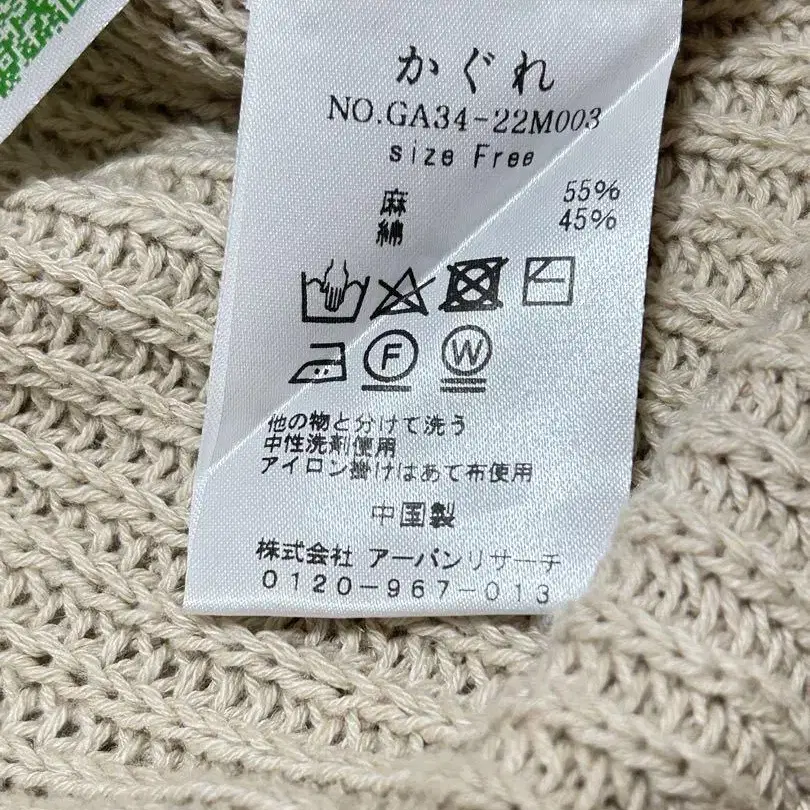 かぐれ
NO.GA34-22M003
size Free
麻 55%
綿 45%
F W
他の物と分けて洗う
中性洗剤使用
アイロン掛けはあて布使用
中国製
株式会社 アーバンリサーチ
0120-967-013